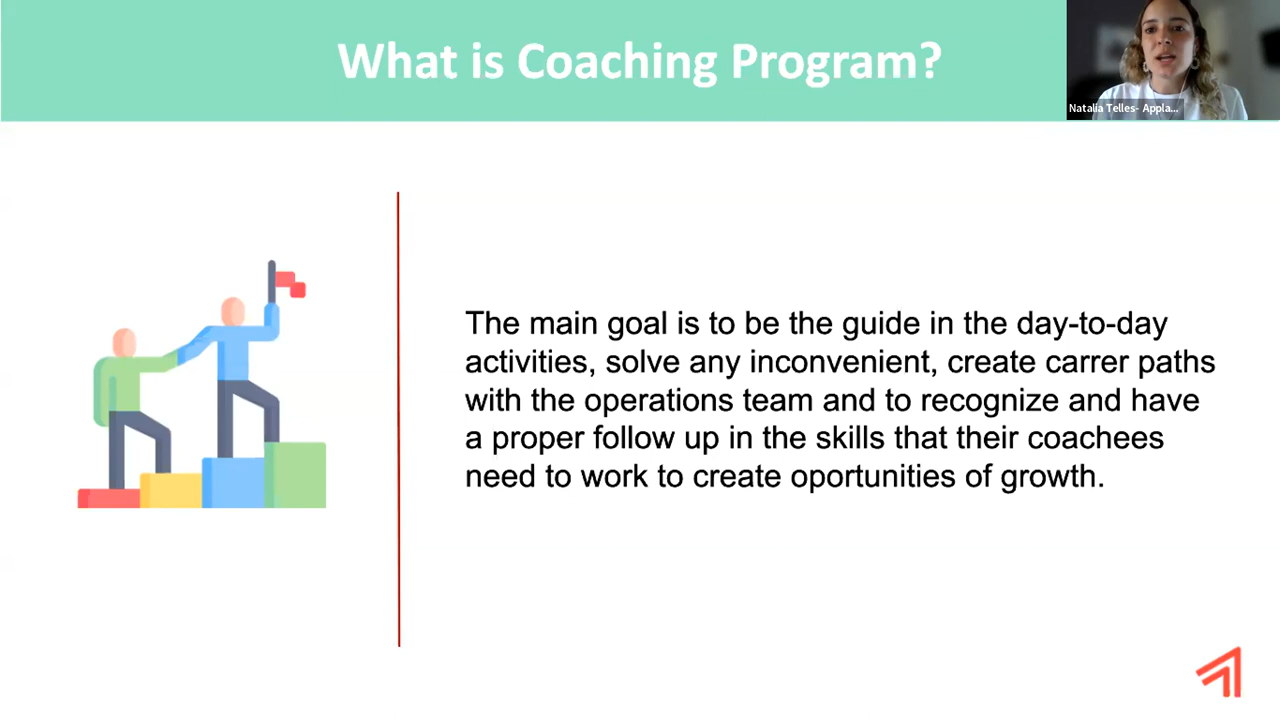 What is Coaching Program?
Natalia Telles- Appla...
The main goal is to be the guide in the day-to-day
activities, solve any inconvenient, create carrer paths
with the operations team and to recognize and have
a proper follow up in the skills that their coachees
need to work to create oportunities of growth.